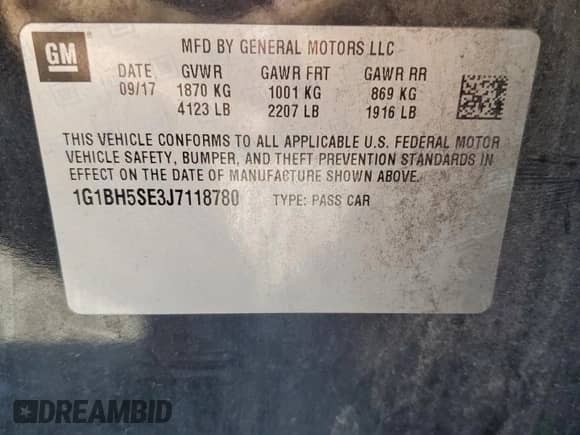 GM
MFD BY GENERAL MOTORS LLC
DATE GVWR GAWR FRT GAWR RR
09/17 1870 KG 1001 KG 869 KG
4123 LB 2207 LB 1916 LB
THIS VEHICLE CONFORMS TO ALL APPLICABLE U.S. FEDERAL MOTOR
VEHICLE SAFETY, BUMPER, AND THEFT PREVENTION STANDARDS IN
EFFECT ON THE DATE OF MANUFACTURE SHOWN ABOVE.
1G1BH5SE3J7118780 TYPE: PASS CAR
DREAMBID